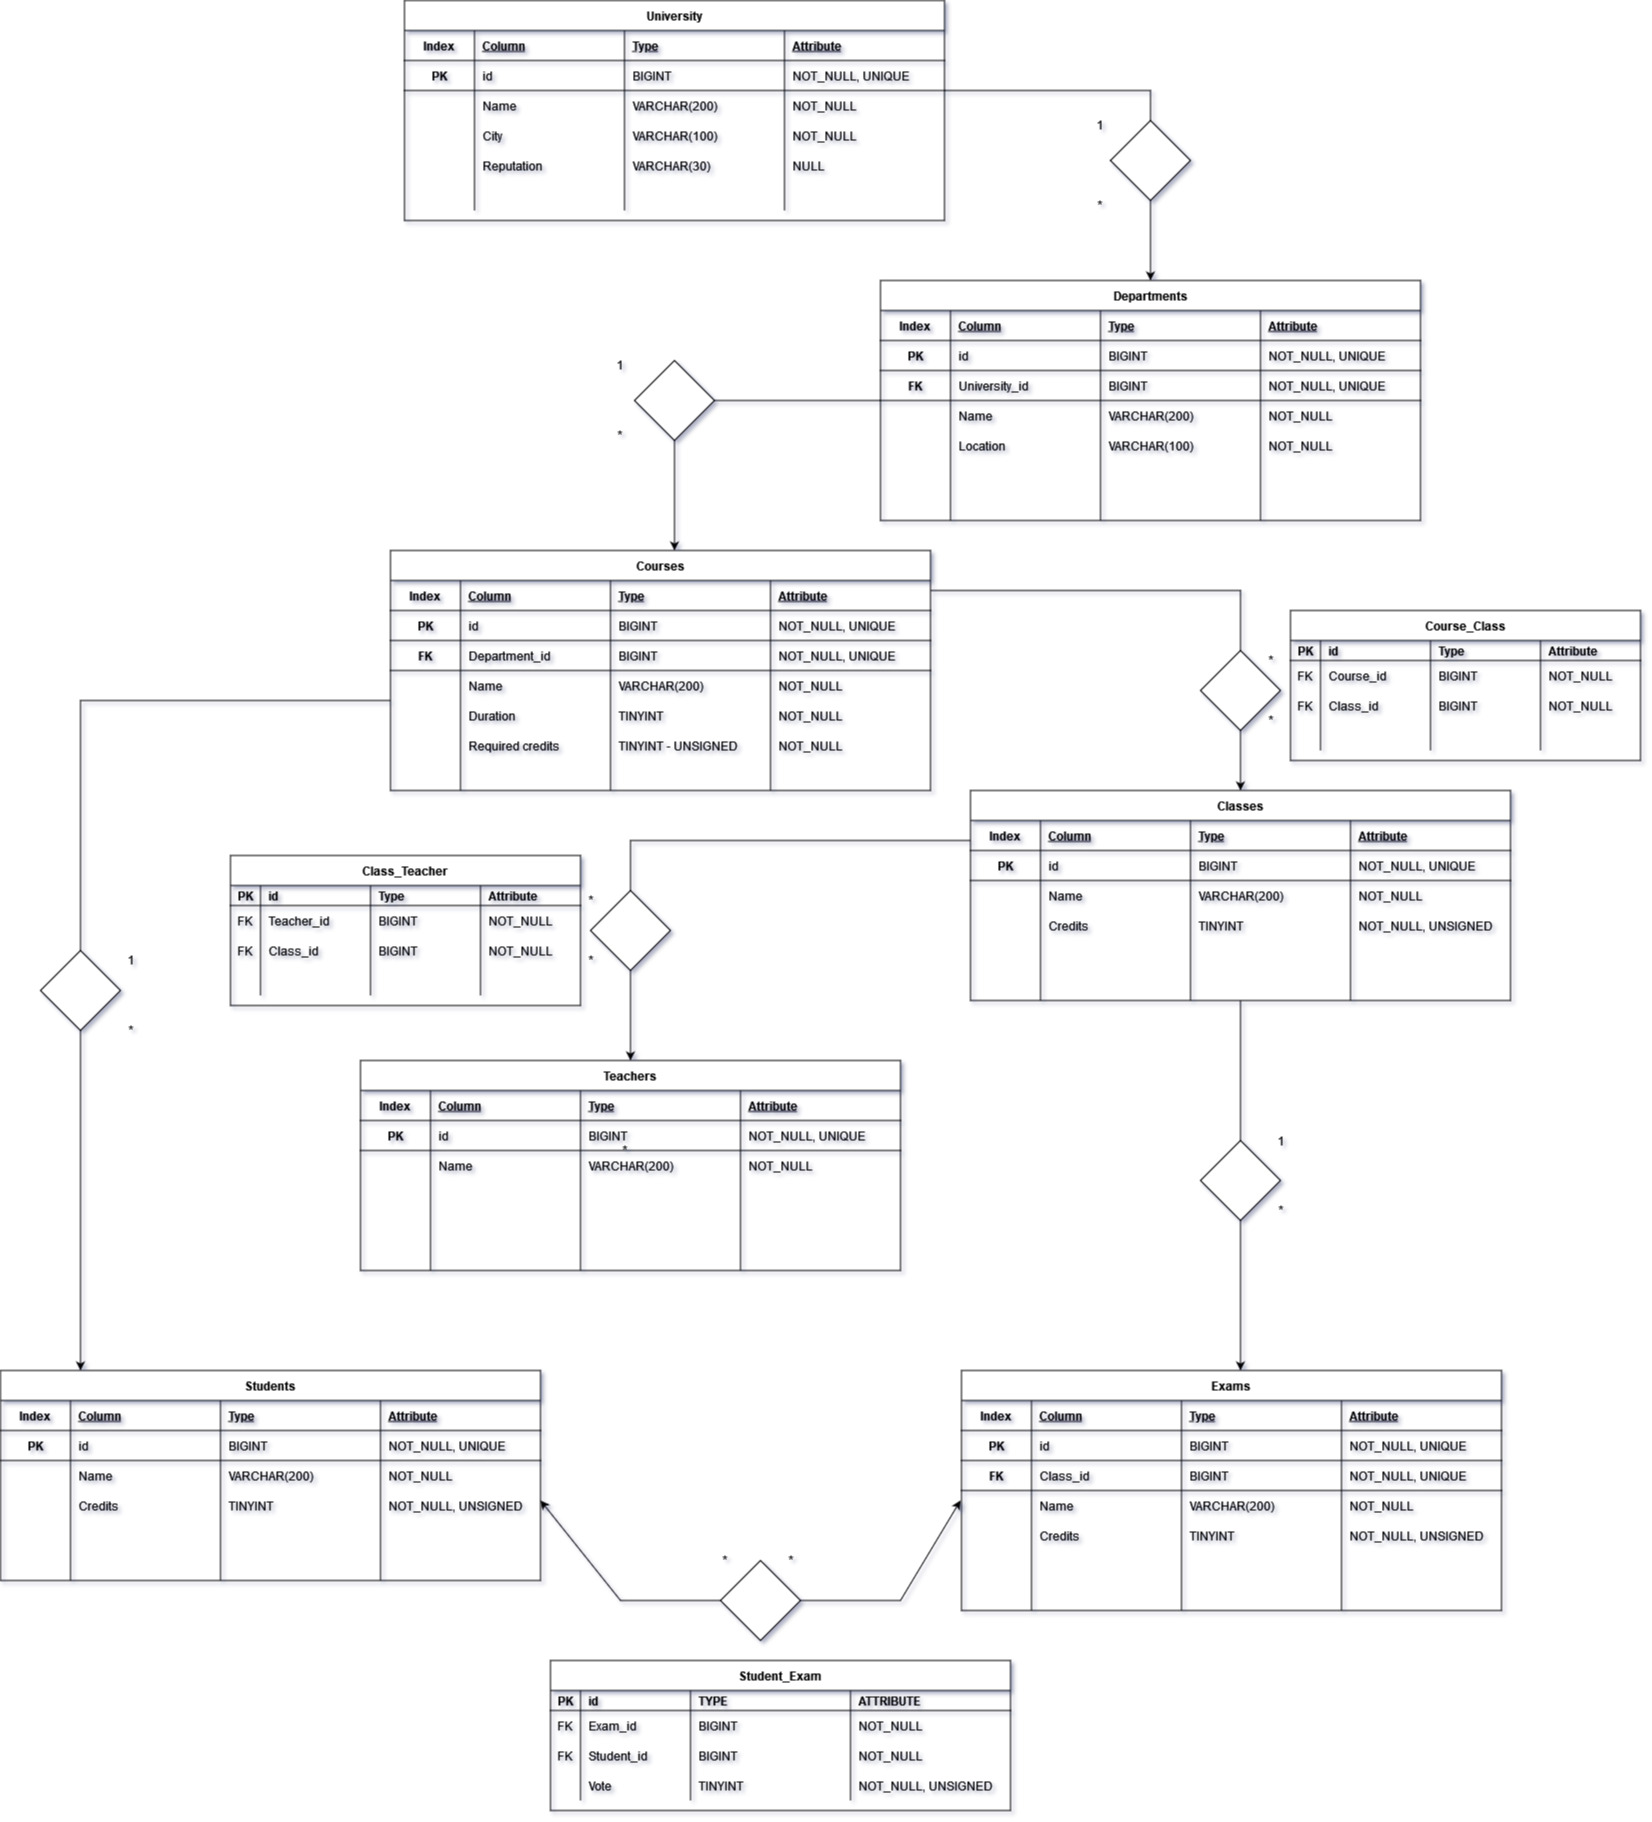 University
Index Column Type Attribute
PK id BIGINT NOT_NULL, UNIQUE
Name VARCHAR(200) NOT_NULL
City VARCHAR(100) NOT_NULL
Reputation VARCHAR(30) NULL
1
*
Departments
Index Column Type Attribute
PK id BIGINT NOT_NULL, UNIQUE
FK University_id BIGINT NOT_NULL, UNIQUE
Name VARCHAR(200) NOT_NULL
Location VARCHAR(100) NOT_NULL
1
*
Courses
Index Column Type Attribute
PK id BIGINT NOT_NULL, UNIQUE
FK Department_id BIGINT NOT_NULL, UNIQUE
Name VARCHAR(200) NOT_NULL
Duration TINYINT NOT_NULL
Required credits TINYINT - UNSIGNED NOT_NULL
*
*
Course_Class
PK id Type Attribute
FK Course_id BIGINT NOT_NULL
FK Class_id BIGINT NOT_NULL
Classes
Index Column Type Attribute
PK id BIGINT NOT_NULL, UNIQUE
Name VARCHAR(200) NOT_NULL
Credits TINYINT NOT_NULL, UNSIGNED
Class_Teacher
PK id Type Attribute
FK Teacher_id BIGINT NOT_NULL
FK Class_id BIGINT NOT_NULL
*
*
1
*
Teachers
Index Column Type Attribute
PK id BIGINT NOT_NULL, UNIQUE
*
Name VARCHAR(200) NOT_NULL
1
*
Students
Index Column Type Attribute
PK id BIGINT NOT_NULL, UNIQUE
Name VARCHAR(200) NOT_NULL
Credits TINYINT NOT_NULL, UNSIGNED
Exams
Index Column Type Attribute
PK id BIGINT NOT_NULL, UNIQUE
FK Class_id BIGINT NOT_NULL, UNIQUE
Name VARCHAR(200) NOT_NULL
Credits TINYINT NOT_NULL, UNSIGNED
* *
Student_Exam
PK id TYPE ATTRIBUTE
FK Exam_id BIGINT NOT_NULL
FK Student_id BIGINT NOT_NULL
Vote TINYINT NOT_NULL, UNSIGNED